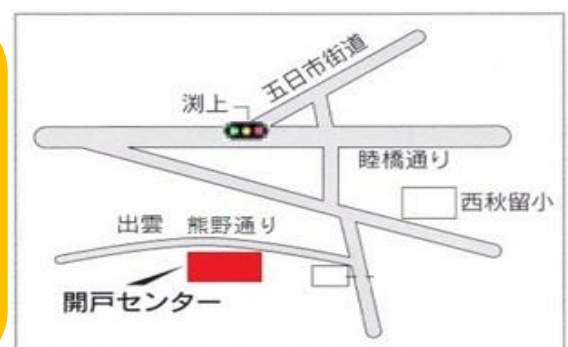 五日市街道
渕上
睦橋通り
西秋留小
出雲 熊野通り
開戸センター